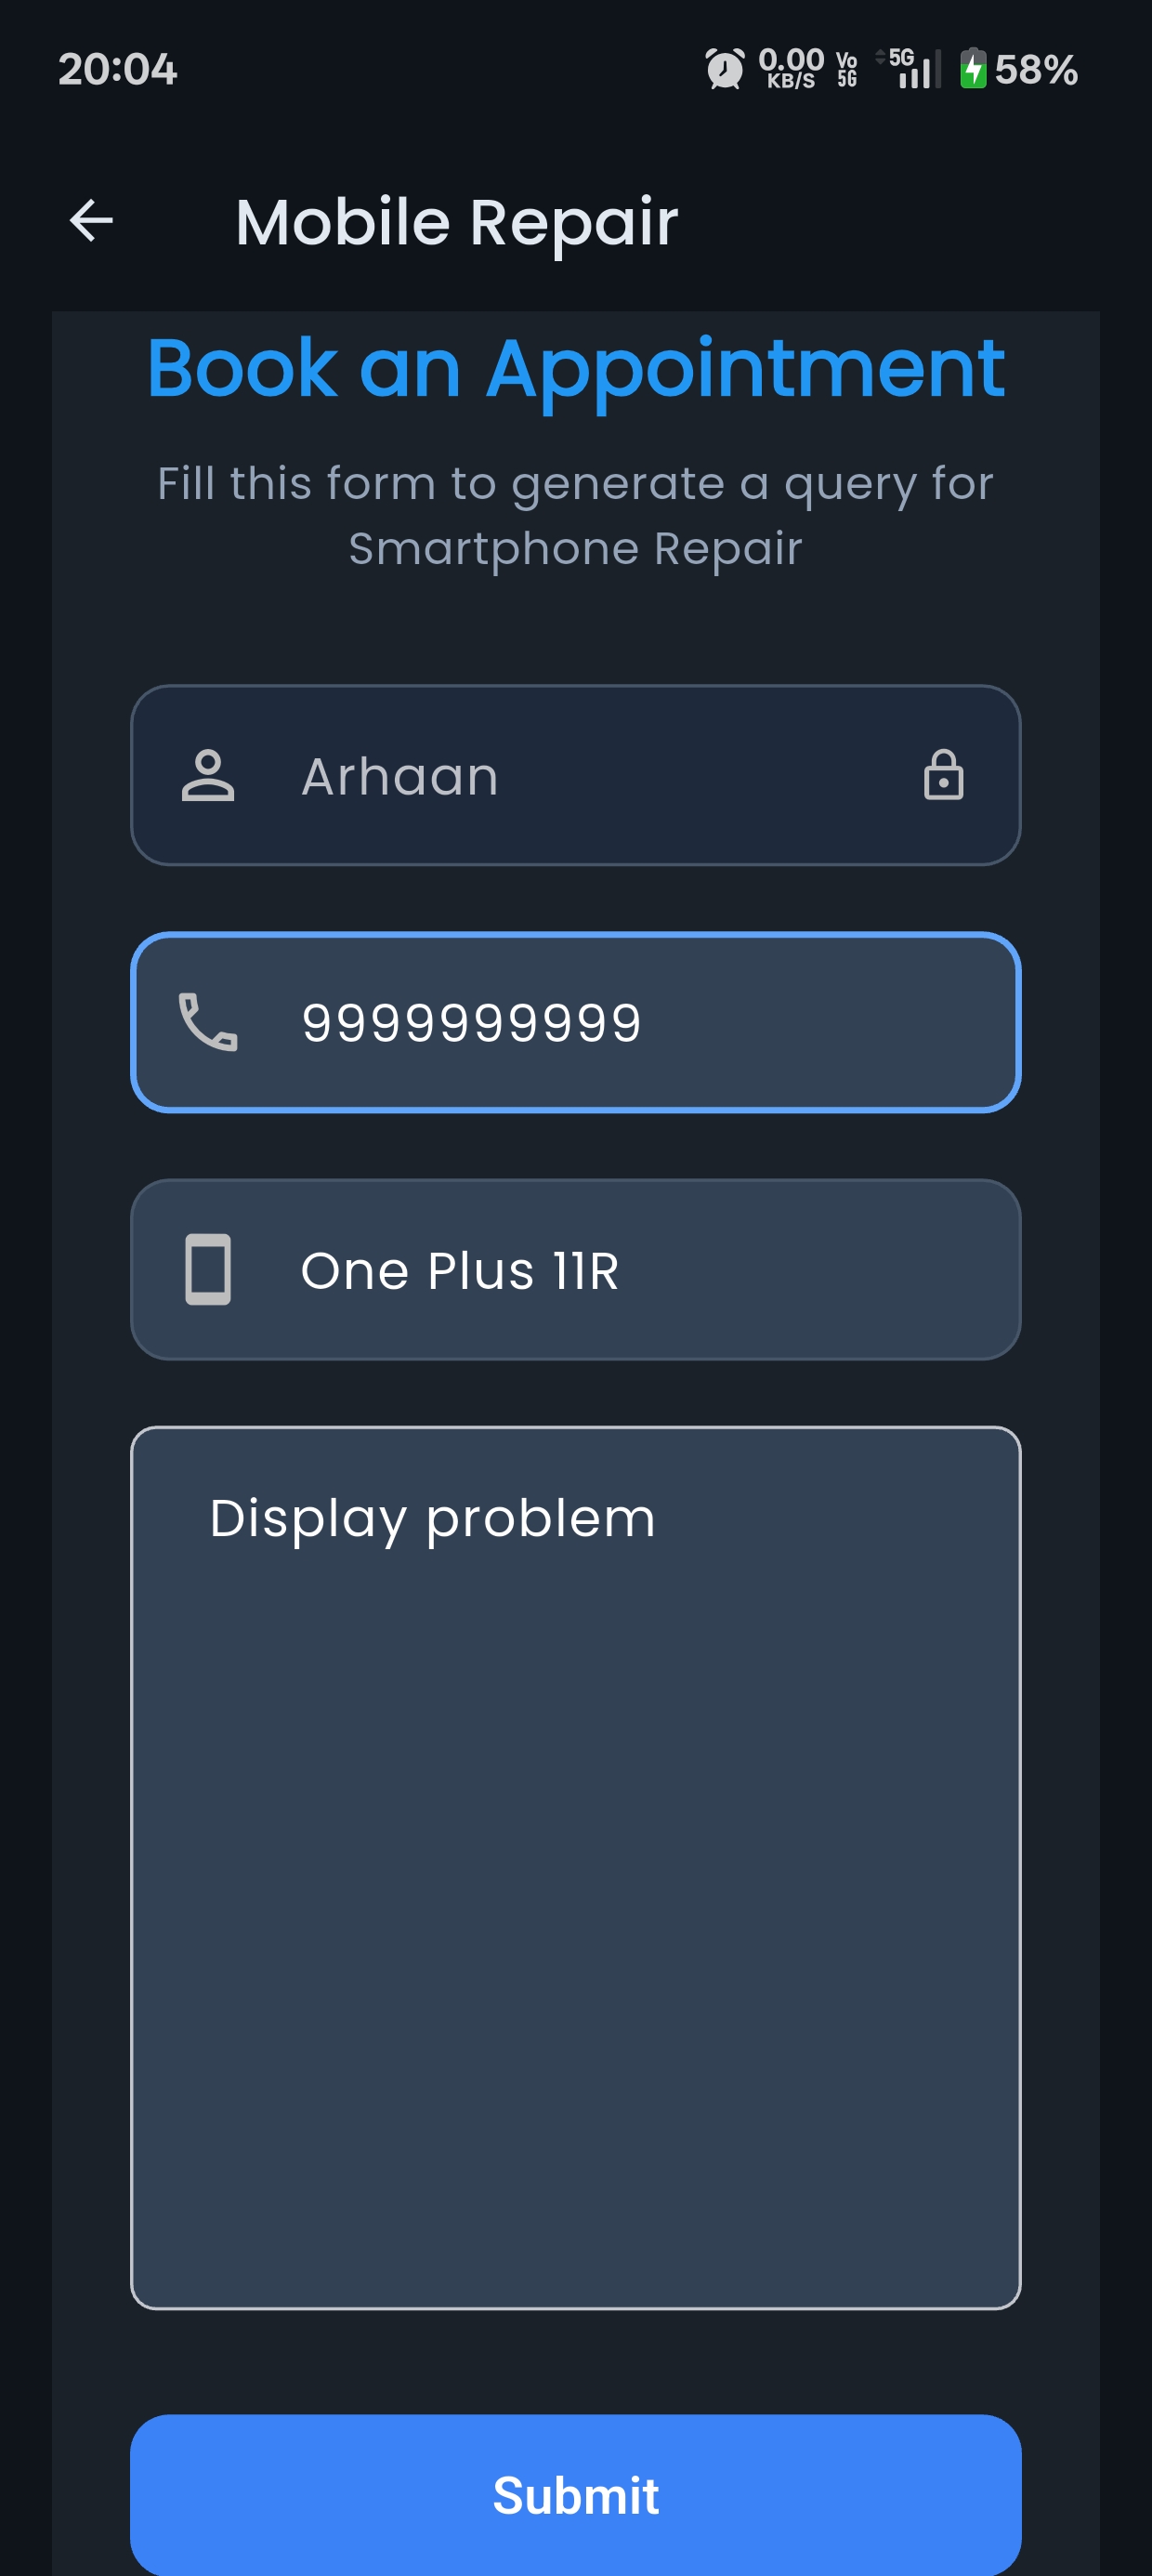 20:04
0.00 KB/S Vo 5G 5G 58%
Mobile Repair
Book an Appointment
Fill this form to generate a query for
Smartphone Repair
Arhaan
9999999999
One Plus 11R
Display problem
Submit